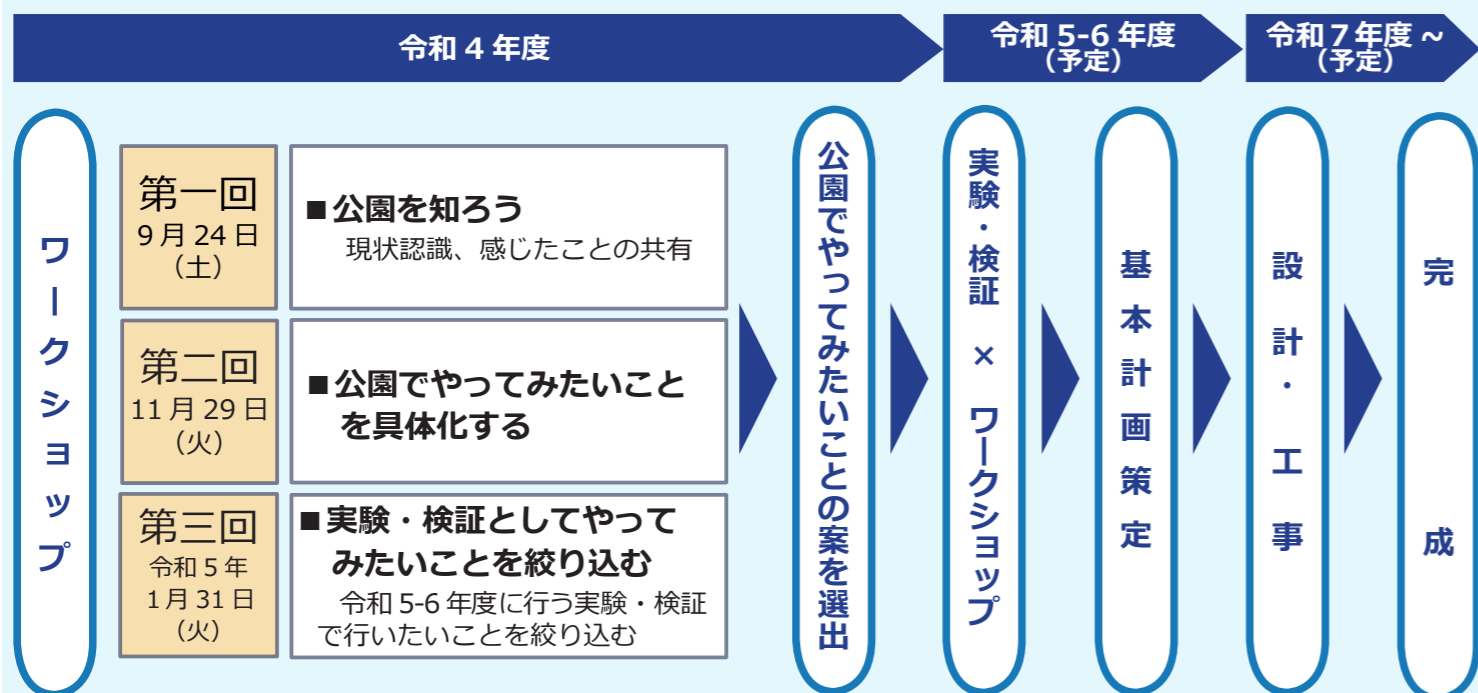 令和 4 年度
令和 5-6 年度
（予定）
令和 7 年度 ~
（予定）
ワークショップ
第一回
9 月 24 日
（土）
■公園を知ろう
現状認識、感じたことの共有
第二回
11 月 29 日
（火）
■公園でやってみたいこと
を具体化する
第三回
令和 5 年
1 月 31 日
（火）
■実験・検証としてやって
みたいことを絞り込む
令和 5-6 年度に行う実験・検証
で行いたいことを絞り込む
公園でやってみたいことの案を選出
実験・検証 × ワークショップ
基本計画策定
設計・工事
完成